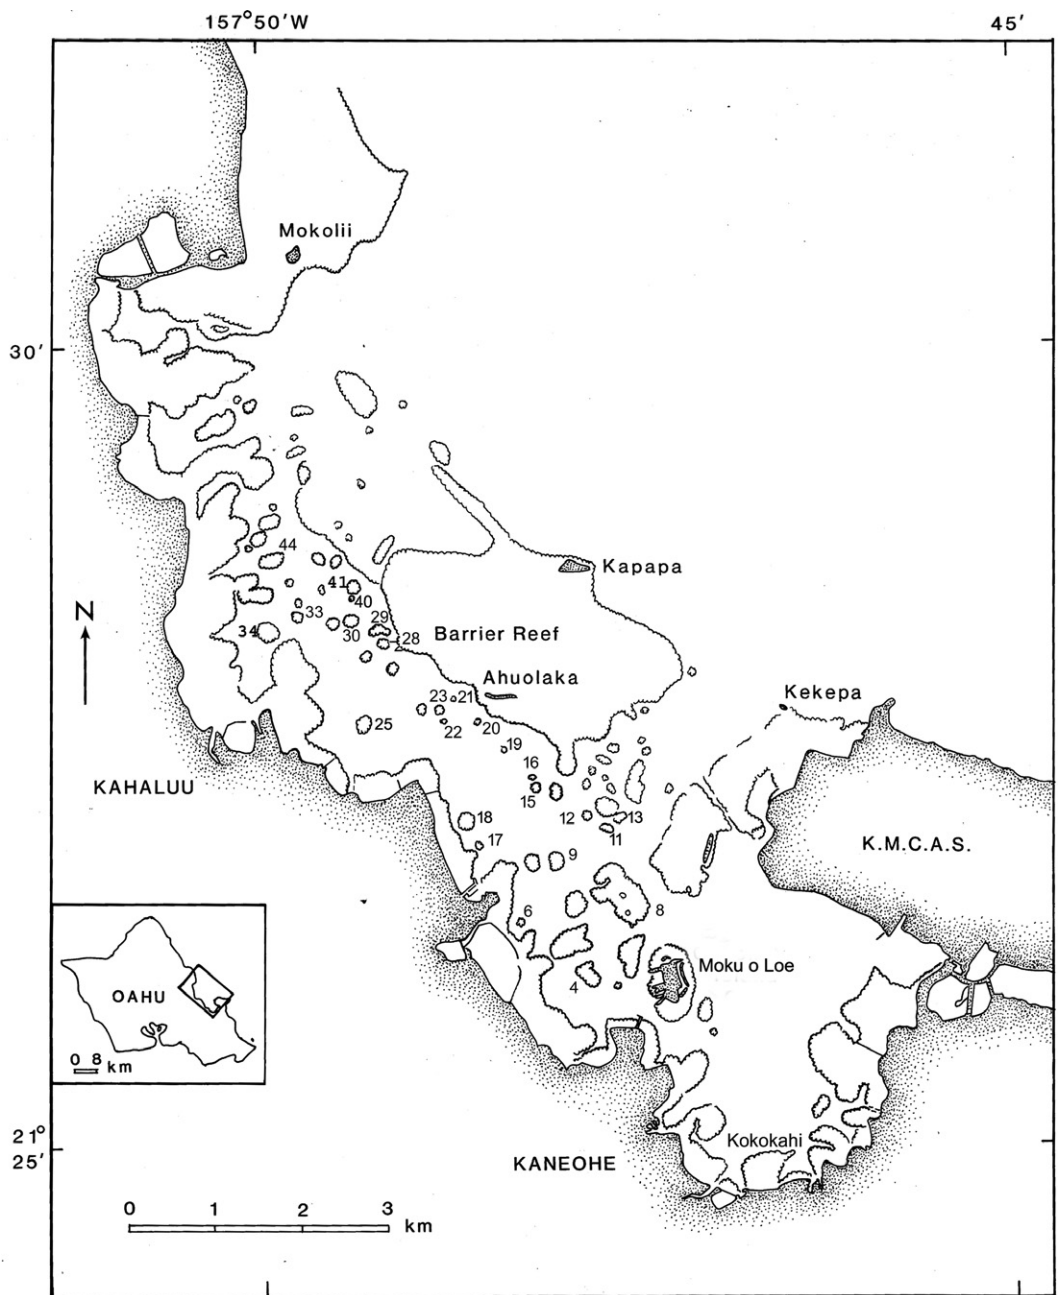 157°50'W
45'
Mokolii
30'
44
41
Kapapa
40
N
33
29
34
30
28
Barrier Reef
Ahuolaka
Kekepa
23
21
25
22
20
19
KAHALUU
16
15
12
13
18
11
17
K.M.C.A.S.
9
6
8
Moku o Loe
4
OAHU
0 8
km
21°
25'
Kokokahi
KANEOHE
0 1 2 3
km